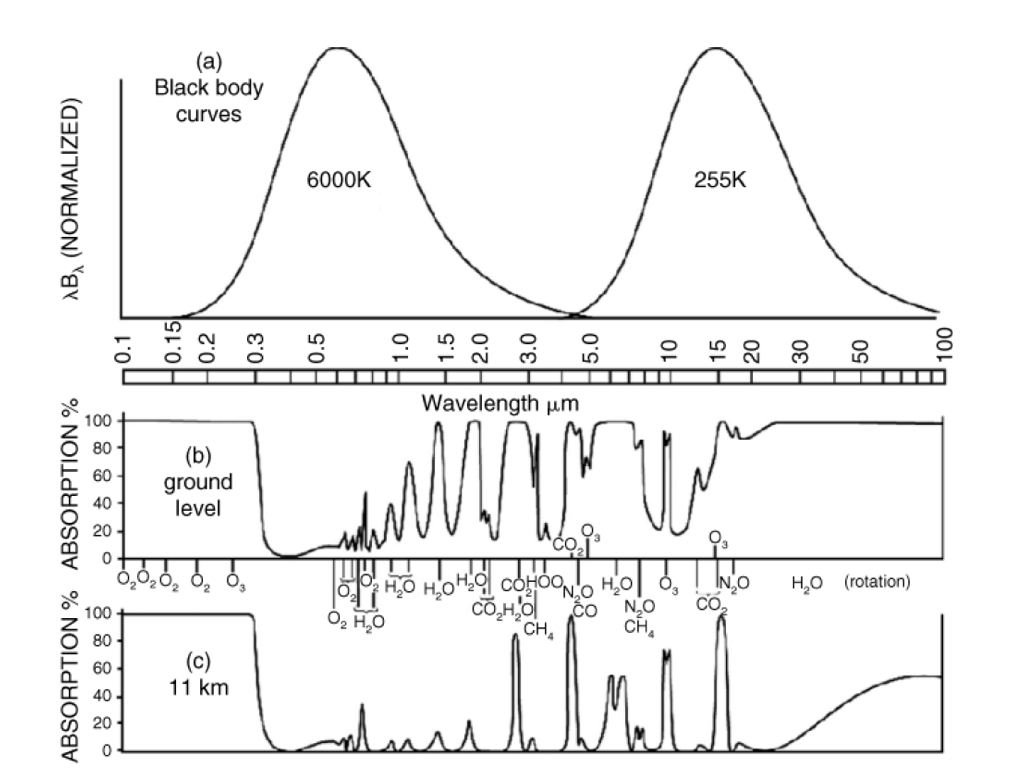 (a)
Black body
curves
λB_λ (NORMALIZED)
6000K
255K
0.1 0.15 0.2 0.3 0.5 1.0 1.5 2.0 3.0 5.0 10 15 20 30 50 100
Wavelength μm
ABSORPTION %
100
80
60
40
20
0
(b)
ground
level
CO₂ O₃ O₃
O₂ O₂ O₂ O₂ O₃ O₂ O₂ H₂O H₂O H₂O CO₂ HDO N₂O H₂O O₃ CO₂ N₂O H₂O (rotation)
O₂ H₂O CO₂ H₂O CO N₂O
CH₄ CH₄
ABSORPTION %
100
80
60
40
20
0
(c)
11 km